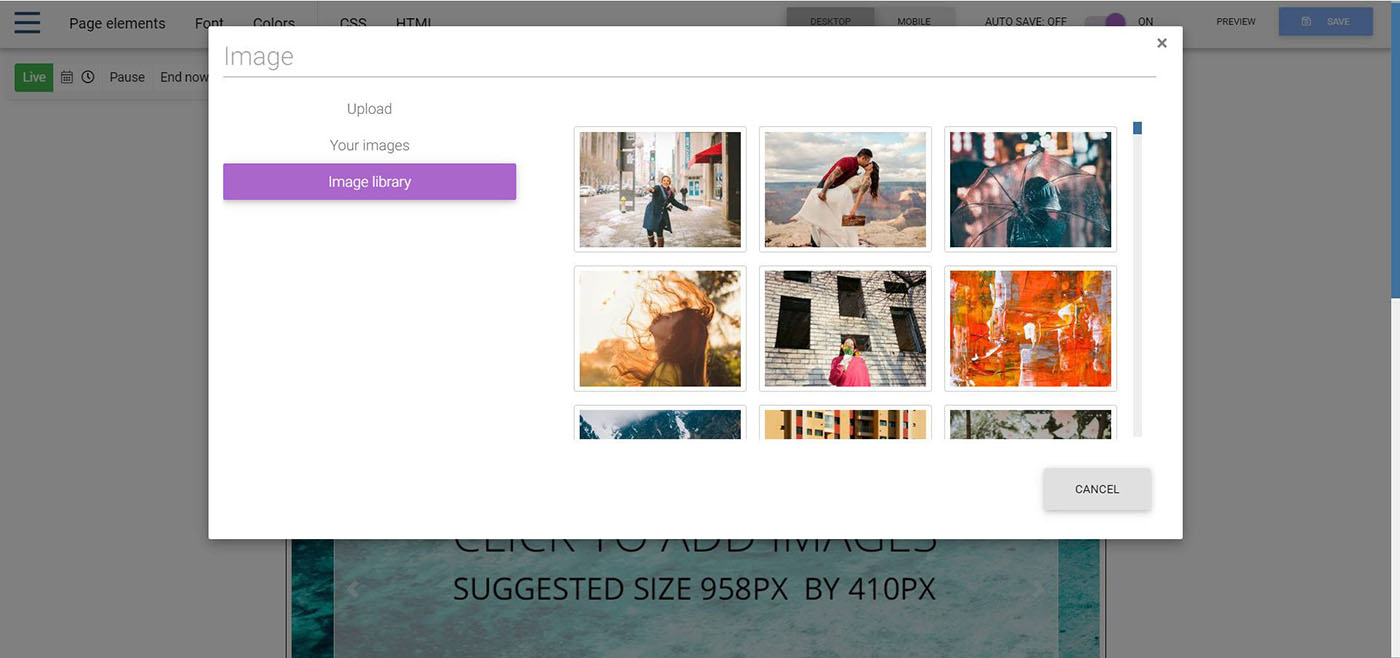 Page elements Font Colors CSS HTML DESKTOP MOBILE AUTO SAVE: OFF ON PREVIEW SAVE
Live Pause End now
Image ×
Upload
Your images
Image library
CANCEL
CLICK TO ADD IMAGES
SUGGESTED SIZE 958PX BY 410PX